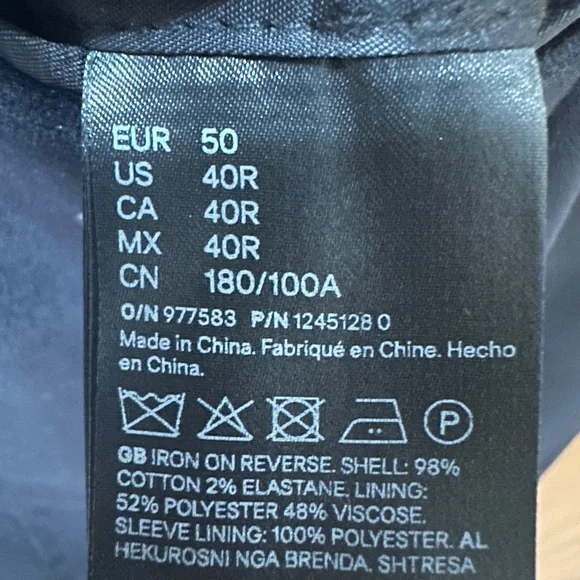 EUR 50
US 40R
CA 40R
MX 40R
CN 180/100A
O/N 977583 P/N 1245128 0
Made in China. Fabriqué en Chine. Hecho
en China.
P
GB IRON ON REVERSE. SHELL: 98%
COTTON 2% ELASTANE. LINING:
52% POLYESTER 48% VISCOSE.
SLEEVE LINING: 100% POLYESTER. AL
HEKUROSNI NGA BRENDA. SHTRESA